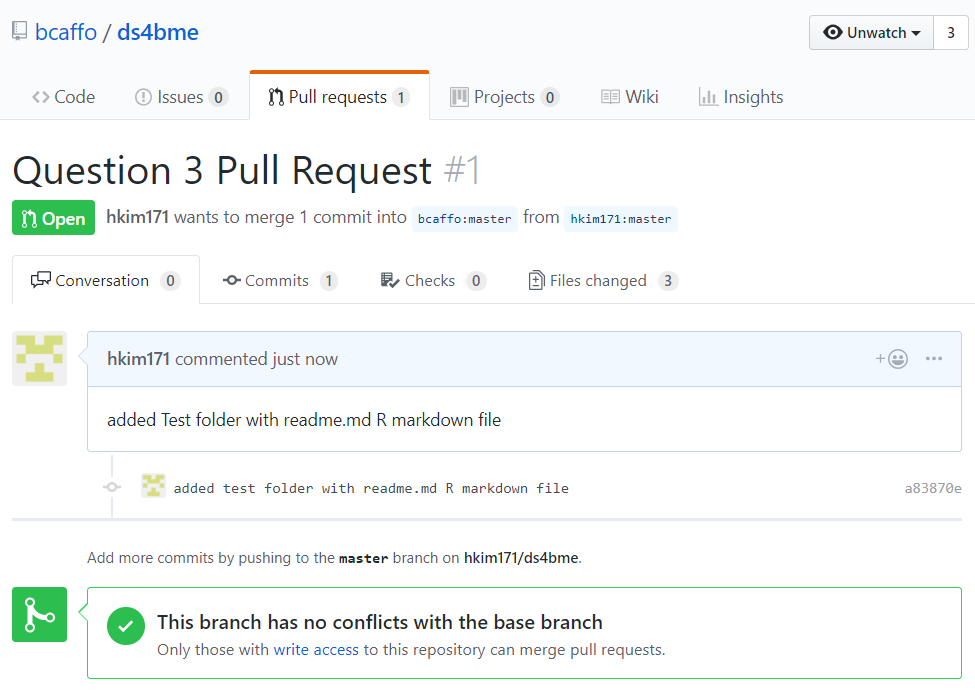 bcaffo / ds4bme
Unwatch 3
Code Issues 0 Pull requests 1 Projects 0 Wiki Insights
Question 3 Pull Request #1
Open hkim171 wants to merge 1 commit into bcaffo:master from hkim171:master
Conversation 0 Commits 1 Checks 0 Files changed 3
hkim171 commented just now
added Test folder with readme.md R markdown file
added test folder with readme.md R markdown file a83870e
Add more commits by pushing to the master branch on hkim171/ds4bme.
This branch has no conflicts with the base branch
Only those with write access to this repository can merge pull requests.